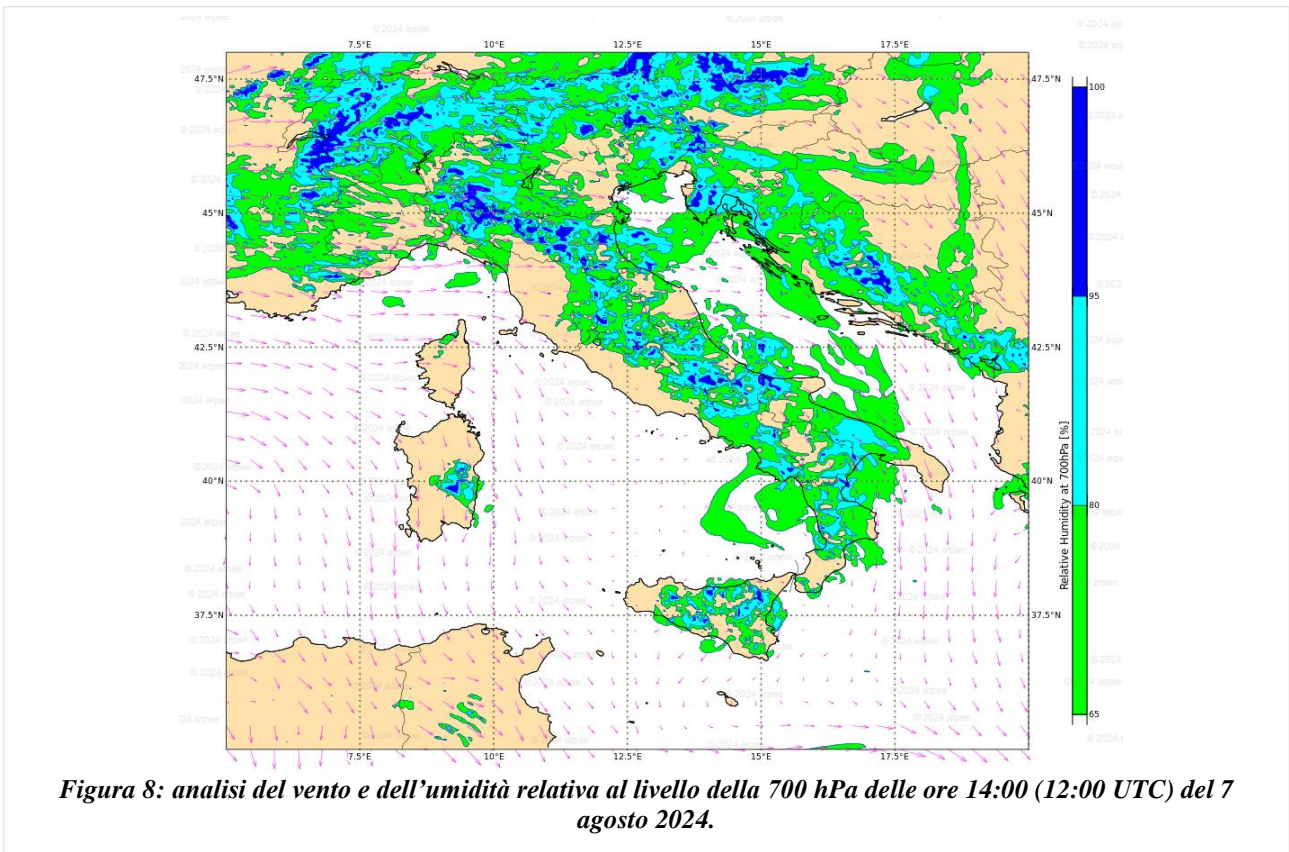 © 2024 arpae
7.5°E 10°E 12.5°E 15°E 17.5°E
47.5°N 47.5°N
45°N 45°N
42.5°N 42.5°N
40°N 40°N
37.5°N 37.5°N
7.5°E 10°E 12.5°E 15°E 17.5°E
100
95
80
65
Relative Humidity at 700hPa [%]
Figura 8: analisi del vento e dell’umidità relativa al livello della 700 hPa delle ore 14:00 (12:00 UTC) del 7
agosto 2024.